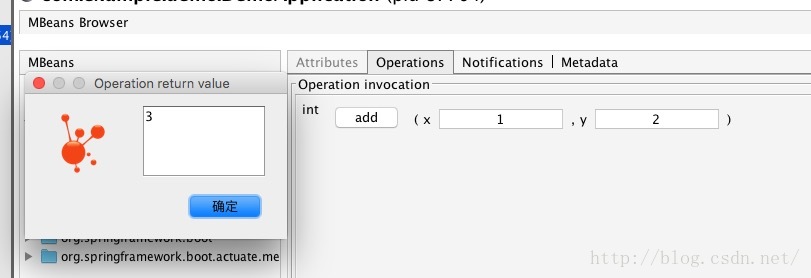 MBeans Browser
MBeans
Attributes Operations Notifications Metadata
Operation return value
3
确定
Operation invocation
int add ( x 1 , y 2 )
org.springframework.boot
org.springframework.boot.actuate.me
http://blog.csdn.net/